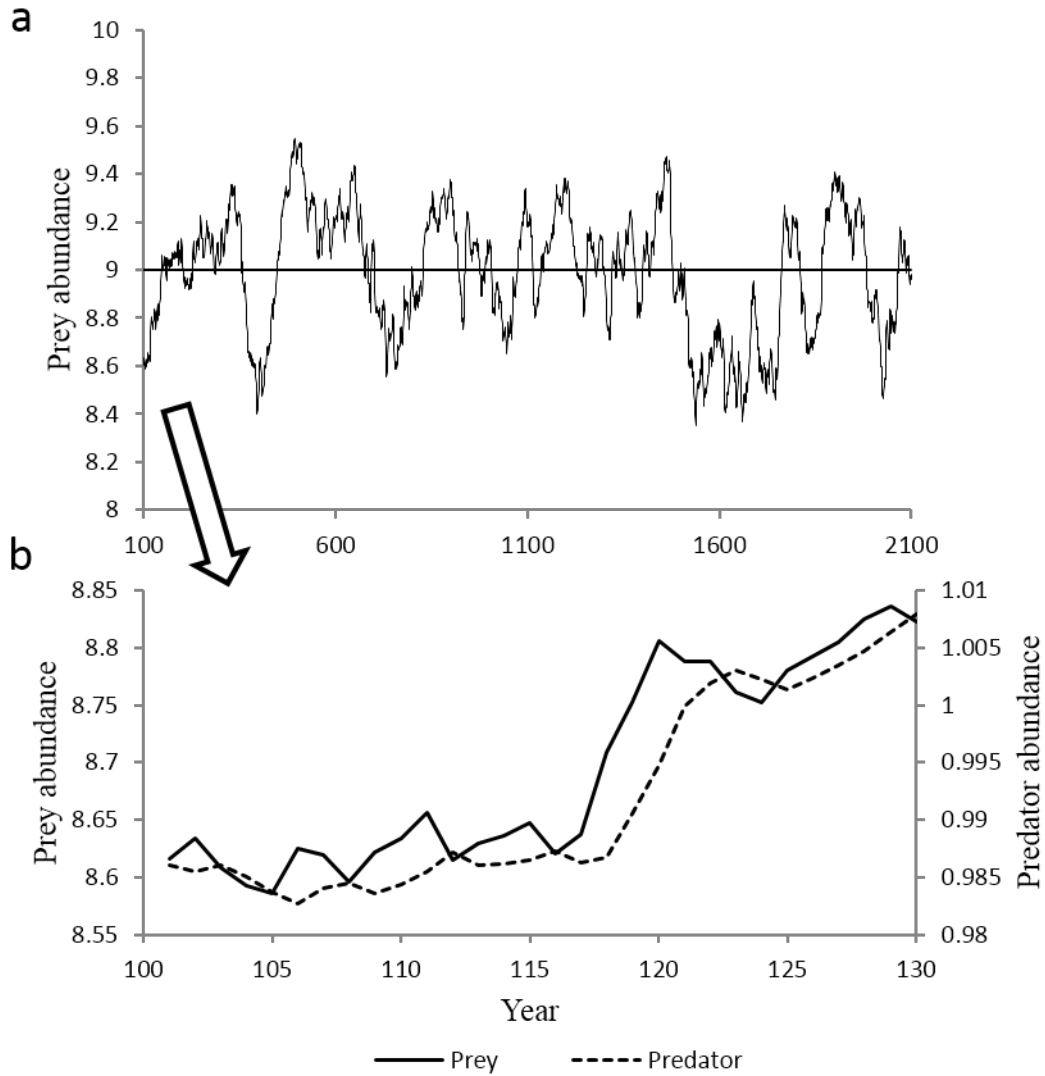 a
Prey abundance
10
9.8
9.6
9.4
9.2
9
8.8
8.6
8.4
8.2
8
100 600 1100 1600 2100
b
Prey abundance
8.85
8.8
8.75
8.7
8.65
8.6
8.55
1.01
1.005
1
0.995
0.99
0.985
0.98
Predator abundance
100 105 110 115 120 125 130
Year
Prey Predator